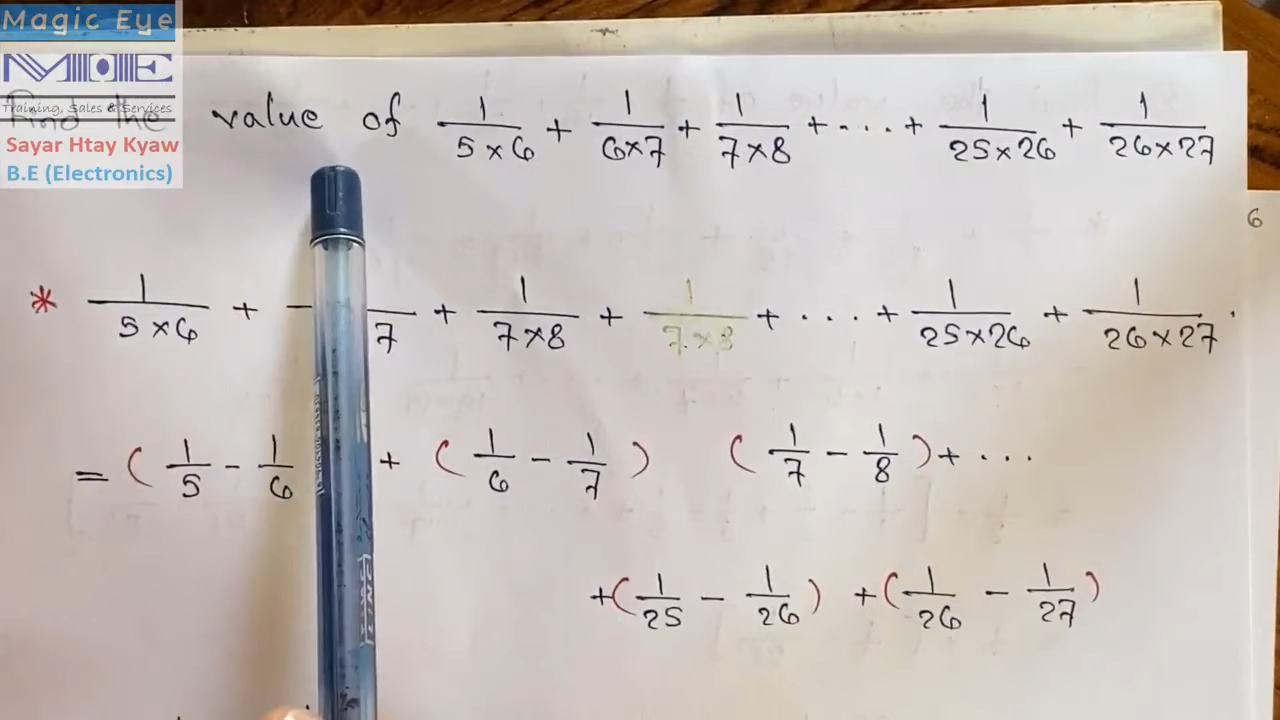 Magic Eye
MOE
Training, Sales & Services
Sayar Htay Kyaw
B.E (Electronics)
Find the value of 1/(5×6) + 1/(6×7) + 1/(7×8) + .... + 1/(25×26) + 1/(26×27)
6
* 1/(5×6) + 7 + 1/(7×8) + 1/(7×8) + .... + 1/(25×26) + 1/(26×27) .
= ( 1/5 - 1/6 + ( 1/6 - 1/7 ) ( 1/7 - 1/8 ) + ...
+( 1/25 - 1/26 ) +( 1/26 - 1/27 )